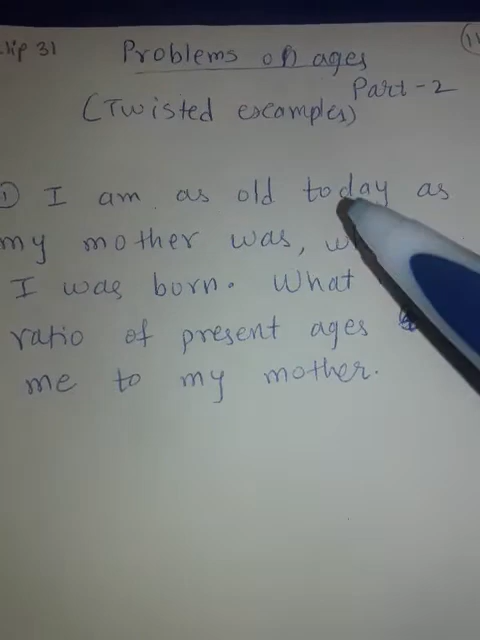 lip 31
Problems on ages
Part-2
(Twisted examples)
① I am as old today as
my mother was,
I was born. What
ratio of present ages
me to my mother.